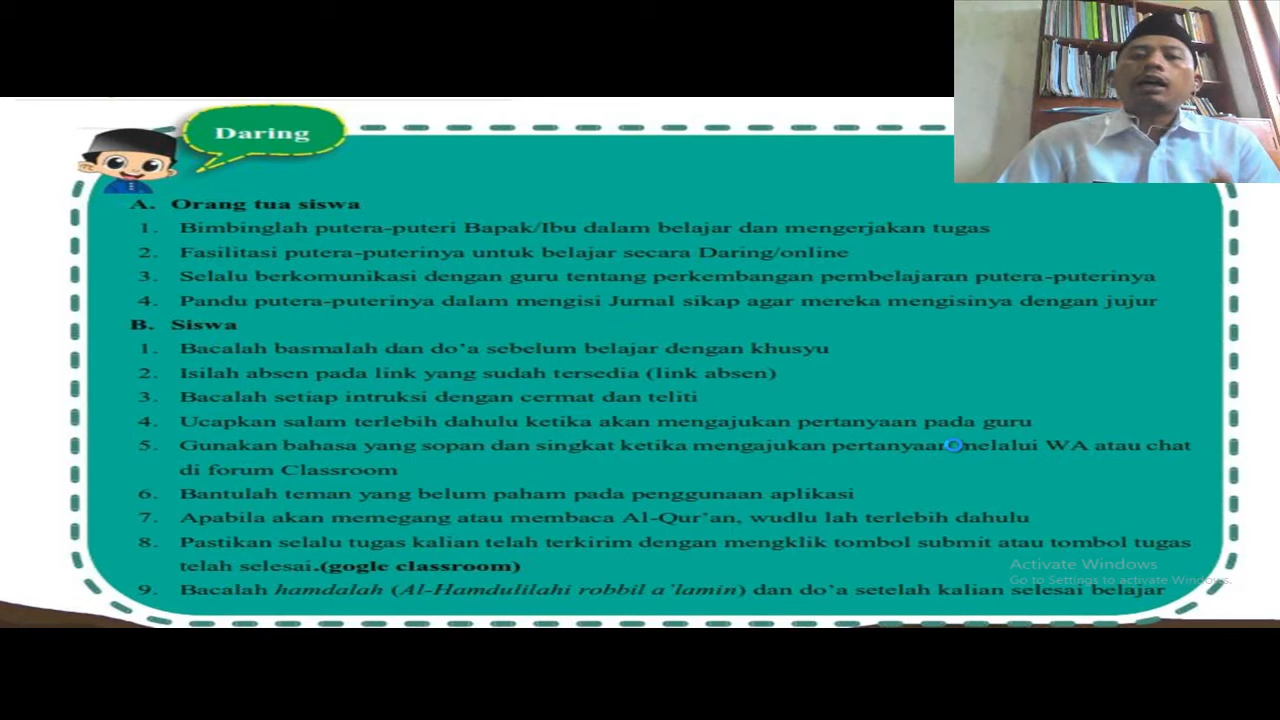 Daring
A. Orang tua siswa
1. Bimbinglah putera-puteri Bapak/Ibu dalam belajar dan mengerjakan tugas
2. Fasilitasi putera-puterinya untuk belajar secara Daring/online
3. Selalu berkomunikasi dengan guru tentang perkembangan pembelajaran putera-puterinya
4. Pandu putera-puterinya dalam mengisi Jurnal sikap agar mereka mengisinya dengan jujur
B. Siswa
1. Bacalah basmalah dan do’a sebelum belajar dengan khusyu
2. Isilah absen pada link yang sudah tersedia (link absen)
3. Bacalah setiap intruksi dengan cermat dan teliti
4. Ucapkan salam terlebih dahulu ketika akan mengajukan pertanyaan pada guru
5. Gunakan bahasa yang sopan dan singkat ketika mengajukan pertanyaan melalui WA atau chat
di forum Classroom
6. Bantulah teman yang belum paham pada penggunaan aplikasi
7. Apabila akan memegang atau membaca Al-Qur’an, wudlu lah terlebih dahulu
8. Pastikan selalu tugas kalian telah terkirim dengan mengklik tombol submit atau tombol tugas
telah selesai.(gogle classroom)
Activate Windows
Go to Settings to activate Windows.
9. Bacalah hamdalah (Al-Hamdulilahi robbil a’lamin) dan do’a setelah kalian selesai belajar